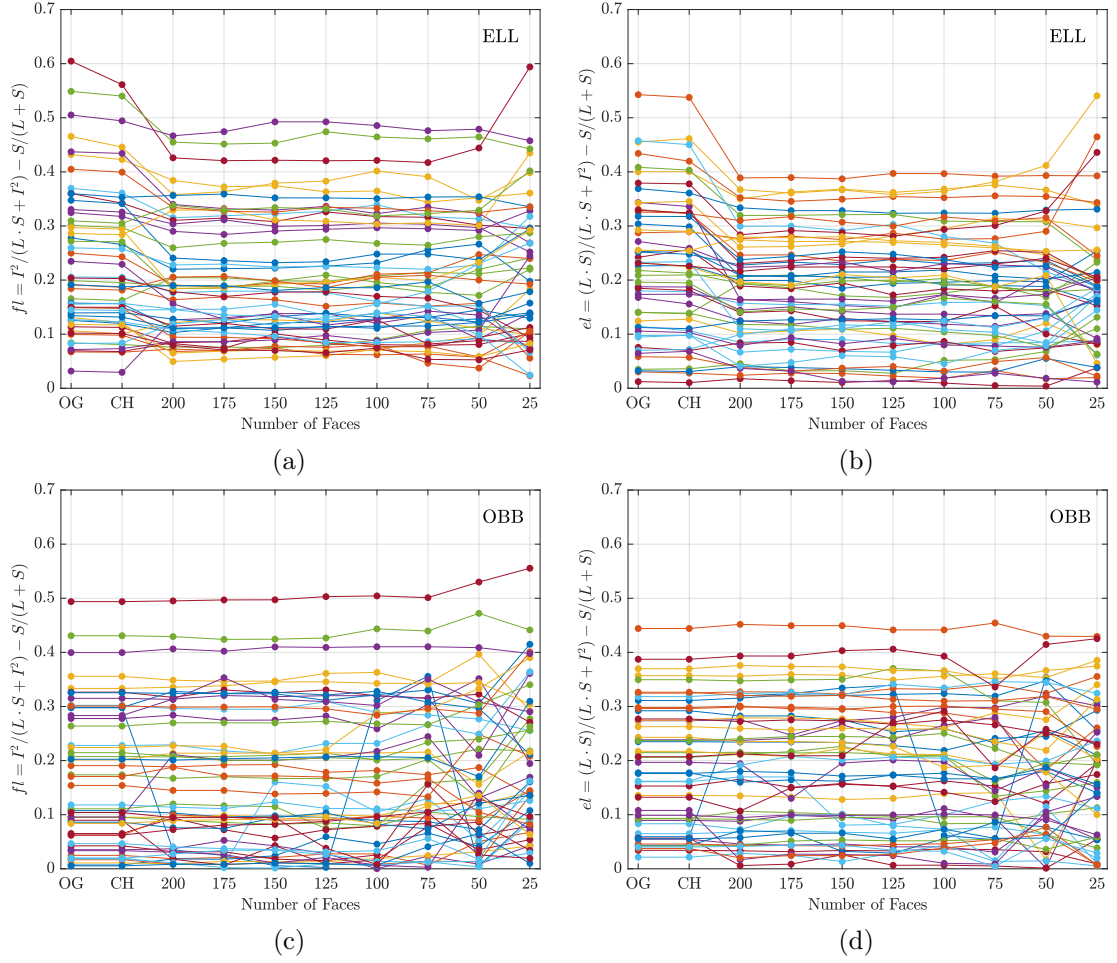 0.7
0.6
0.5
0.4
0.3
0.2
0.1
0
fl = I²/(L · S + I²) − S/(L + S)
ELL
OG CH 200 175 150 125 100 75 50 25
Number of Faces
(a)
0.7
0.6
0.5
0.4
0.3
0.2
0.1
0
el = (L · S)/(L · S + I²) − S/(L + S)
ELL
OG CH 200 175 150 125 100 75 50 25
Number of Faces
(b)
0.7
0.6
0.5
0.4
0.3
0.2
0.1
0
fl = I²/(L · S + I²) − S/(L + S)
OBB
OG CH 200 175 150 125 100 75 50 25
Number of Faces
(c)
0.7
0.6
0.5
0.4
0.3
0.2
0.1
0
el = (L · S)/(L · S + I²) − S/(L + S)
OBB
OG CH 200 175 150 125 100 75 50 25
Number of Faces
(d)